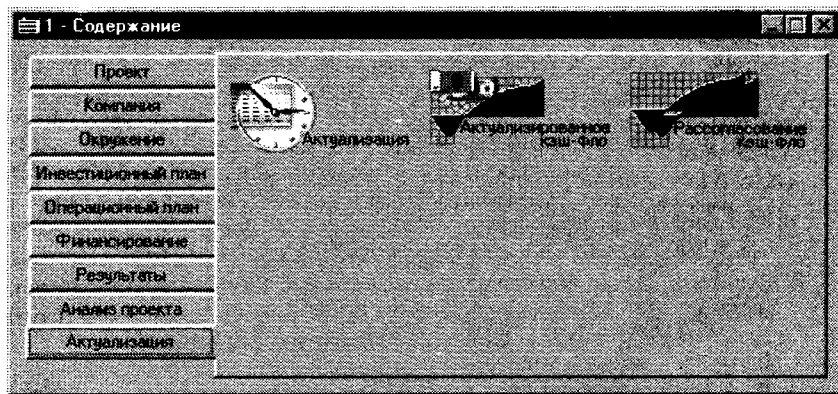 1 - Содержание
Проект
Компания
Окружение
Инвестиционный план
Операционный план
Финансирование
Результаты
Анализ проекта
Актуализация
Актуализация
Актуализированное
Кэш-Фло
Рассогласование
Кэш-Фло